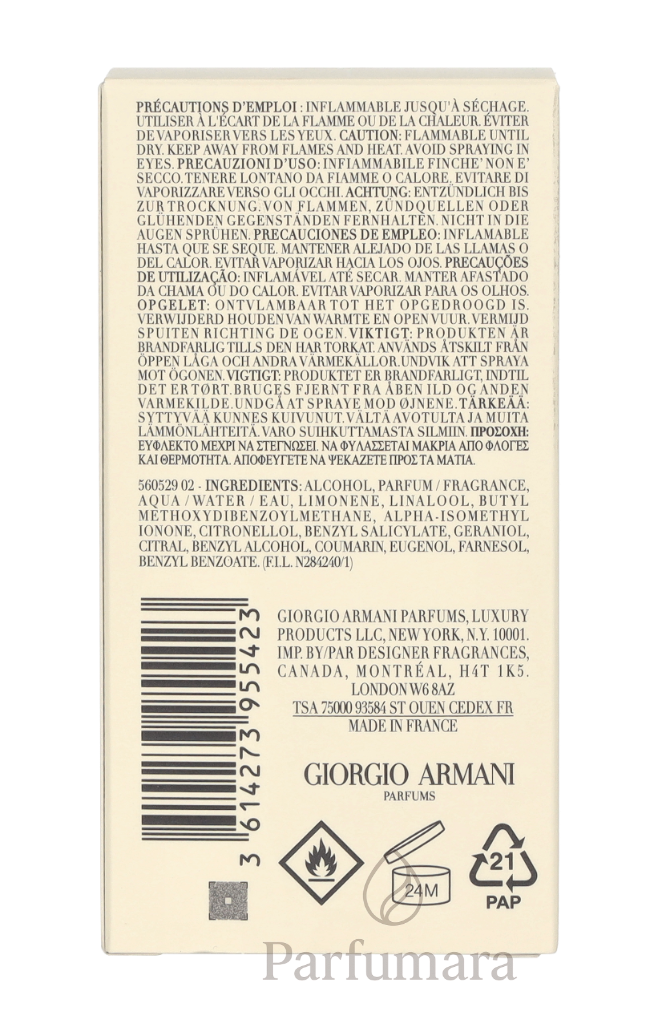 PRÉCAUTIONS D'EMPLOI : INFLAMMABLE JUSQU'À SÉCHAGE.
UTILISER À L'ÉCART DE LA FLAMME OU DE LA CHALEUR. ÉVITER
DE VAPORISER VERS LES YEUX. CAUTION: FLAMMABLE UNTIL
DRY. KEEP AWAY FROM FLAMES AND HEAT. AVOID SPRAYING IN
EYES. PRECAUZIONI D'USO: INFIAMMABILE FINCHE' NON E'
SECCO. TENERE LONTANO DA FIAMME O CALORE. EVITARE DI
VAPORIZZARE VERSO GLI OCCHI. ACHTUNG: ENTZÜNDLICH BIS
ZUR TROCKNUNG. VON FLAMMEN, ZÜNDQUELLEN ODER
GLÜHENDEN GEGENSTÄNDEN FERNHALTEN. NICHT IN DIE
AUGEN SPRÜHEN. PRECAUCIONES DE EMPLEO: INFLAMABLE
HASTA QUE SE SEQUE. MANTENER ALEJADO DE LAS LLAMAS O
DEL CALOR. EVITAR VAPORIZAR HACIA LOS OJOS. PRECAUÇÕES
DE UTILIZAÇÃO: INFLAMÁVEL ATÉ SECAR. MANTER AFASTADO
DA CHAMA OU DO CALOR. EVITAR VAPORIZAR PARA OS OLHOS.
OPGELET: ONTVLAMBAAR TOT HET OPGEDROOGD IS.
VERWIJDERD HOUDEN VAN WARMTE EN OPEN VUUR. VERMIJD
SPUITEN RICHTING DE OGEN. VIKTIGT: PRODUKTEN ÄR
BRANDFARLIG TILLS DEN HAR TORKAT. ANVÄNDS ÅTSKILT FRÅN
ÖPPEN LÅGA OCH ANDRA VÄRMEKÄLLOR. UNDVIK ATT SPRAYA
MOT ÖGONEN. VIGTIGT: PRODUKTET ER BRANDFARLIGT, INDTIL
DET ER TØRT. BRUGES FJERNT FRA ÅBEN ILD OG ANDEN
VARMEKILDE. UNDGÅ AT SPRAYE MOD ØJNENE. TÄRKEÄÄ:
SYTTYVÄÄ KUNNES KUIVUNUT. VÄLTÄ AVOTULTA JA MUITA
LÄMMÖNLÄHTEITÄ. VARO SUIHKUTTAMASTA SILMIIN. ΠΡΟΣΟΧΗ:
ΕΥΦΛΕΚΤΟ ΜΕΧΡΙ ΝΑ ΣΤΕΓΝΩΣΕΙ. ΝΑ ΦΥΛΑΣΣΕΤΑΙ ΜΑΚΡΙΑ ΑΠΟ ΦΛΟΓΕΣ
ΚΑΙ ΘΕΡΜΟΤΗΤΑ. ΑΠΟΦΕΥΓΕΤΕ ΝΑ ΨΕΚΑΖΕΤΕ ΠΡΟΣ ΤΑ ΜΑΤΙΑ.
560529 02 - INGREDIENTS: ALCOHOL, PARFUM / FRAGRANCE,
AQUA / WATER / EAU, LIMONENE, LINALOOL, BUTYL
METHOXYDIBENZOYLMETHANE, ALPHA-ISOMETHYL
IONONE, CITRONELLOL, BENZYL SALICYLATE, GERANIOL,
CITRAL, BENZYL ALCOHOL, COUMARIN, EUGENOL, FARNESOL,
BENZYL BENZOATE. (F.I.L. N284240/1)
3 614273 955423
GIORGIO ARMANI PARFUMS, LUXURY
PRODUCTS LLC, NEW YORK, N.Y. 10001.
IMP. BY/PAR DESIGNER FRAGRANCES,
CANADA, MONTRÉAL, H4T 1K5.
LONDON W6 8AZ
TSA 75000 93584 ST OUEN CEDEX FR
MADE IN FRANCE
GIORGIO ARMANI
PARFUMS
24M
21
PAP
Parfumara